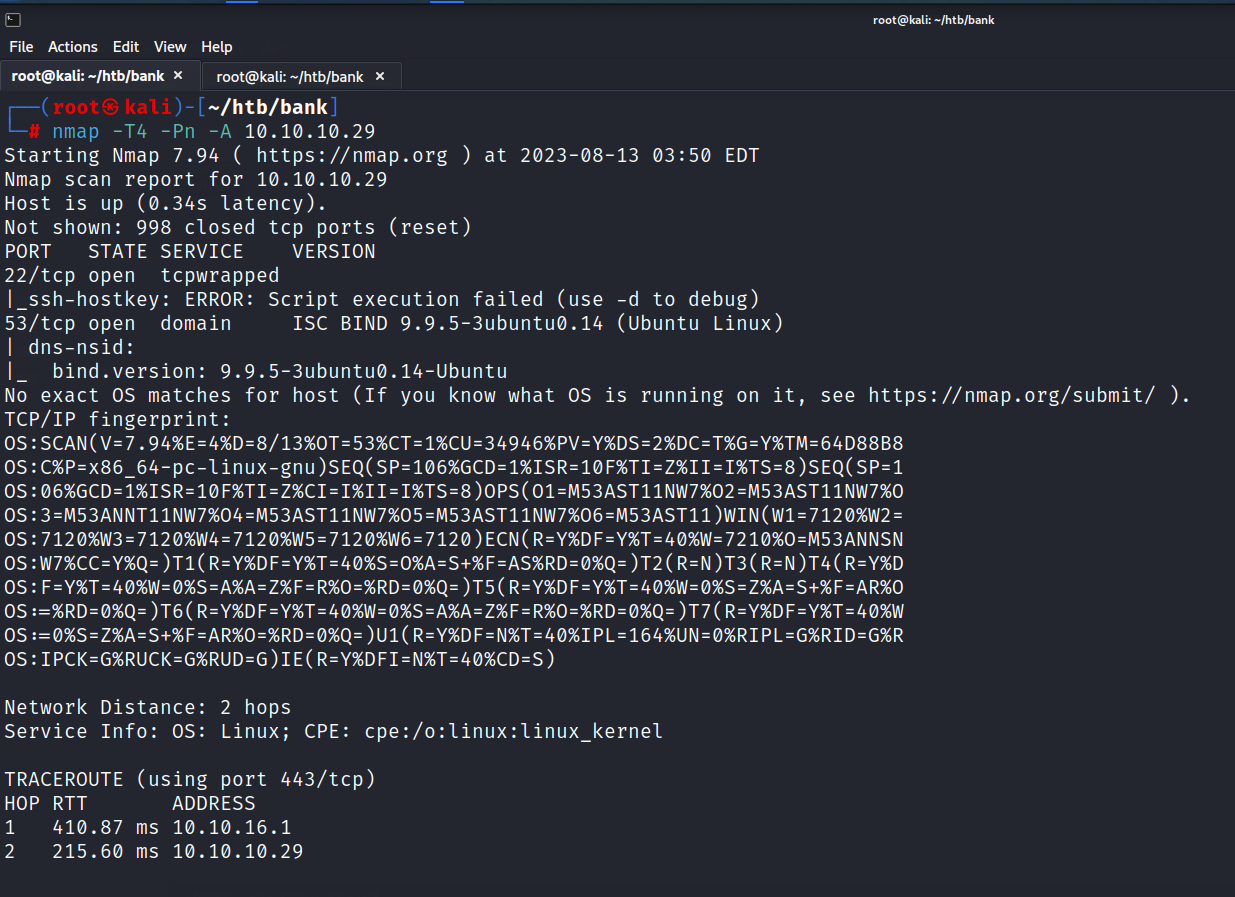 root@kali: ~/htb/bank
File Actions Edit View Help
root@kali: ~/htb/bank × root@kali: ~/htb/bank ×
┌──(root㉿kali)-[~/htb/bank]
└─# nmap -T4 -Pn -A 10.10.10.29
Starting Nmap 7.94 ( https://nmap.org ) at 2023-08-13 03:50 EDT
Nmap scan report for 10.10.10.29
Host is up (0.34s latency).
Not shown: 998 closed tcp ports (reset)
PORT   STATE SERVICE    VERSION
22/tcp open  tcpwrapped
|_ssh-hostkey: ERROR: Script execution failed (use -d to debug)
53/tcp open  domain     ISC BIND 9.9.5-3ubuntu0.14 (Ubuntu Linux)
| dns-nsid:
|_  bind.version: 9.9.5-3ubuntu0.14-Ubuntu
No exact OS matches for host (If you know what OS is running on it, see https://nmap.org/submit/ ).
TCP/IP fingerprint:
OS:SCAN(V=7.94%E=4%D=8/13%OT=53%CT=1%CU=34946%PV=Y%DS=2%DC=T%G=Y%TM=64D88B8
OS:C%P=x86_64-pc-linux-gnu)SEQ(SP=106%GCD=1%ISR=10F%TI=Z%II=I%TS=8)SEQ(SP=1
OS:06%GCD=1%ISR=10F%TI=Z%CI=I%II=I%TS=8)OPS(O1=M53AST11NW7%O2=M53AST11NW7%O
OS:3=M53ANNT11NW7%O4=M53AST11NW7%O5=M53AST11NW7%O6=M53AST11)WIN(W1=7120%W2=
OS:7120%W3=7120%W4=7120%W5=7120%W6=7120)ECN(R=Y%DF=Y%T=40%W=7210%O=M53ANNSN
OS:W7%CC=Y%Q=)T1(R=Y%DF=Y%T=40%S=O%A=S+%F=AS%RD=0%Q=)T2(R=N)T3(R=N)T4(R=Y%D
OS:F=Y%T=40%W=0%S=A%A=Z%F=R%O=%RD=0%Q=)T5(R=Y%DF=Y%T=40%W=0%S=Z%A=S+%F=AR%O
OS:=%RD=0%Q=)T6(R=Y%DF=Y%T=40%W=0%S=A%A=Z%F=R%O=%RD=0%Q=)T7(R=Y%DF=Y%T=40%W
OS:=0%S=Z%A=S+%F=AR%O=%RD=0%Q=)U1(R=Y%DF=N%T=40%IPL=164%UN=0%RIPL=G%RID=G%R
OS:IPCK=G%RUCK=G%RUD=G)IE(R=Y%DFI=N%T=40%CD=S)
Network Distance: 2 hops
Service Info: OS: Linux; CPE: cpe:/o:linux:linux_kernel
TRACEROUTE (using port 443/tcp)
HOP RTT       ADDRESS
1   410.87 ms 10.10.16.1
2   215.60 ms 10.10.10.29